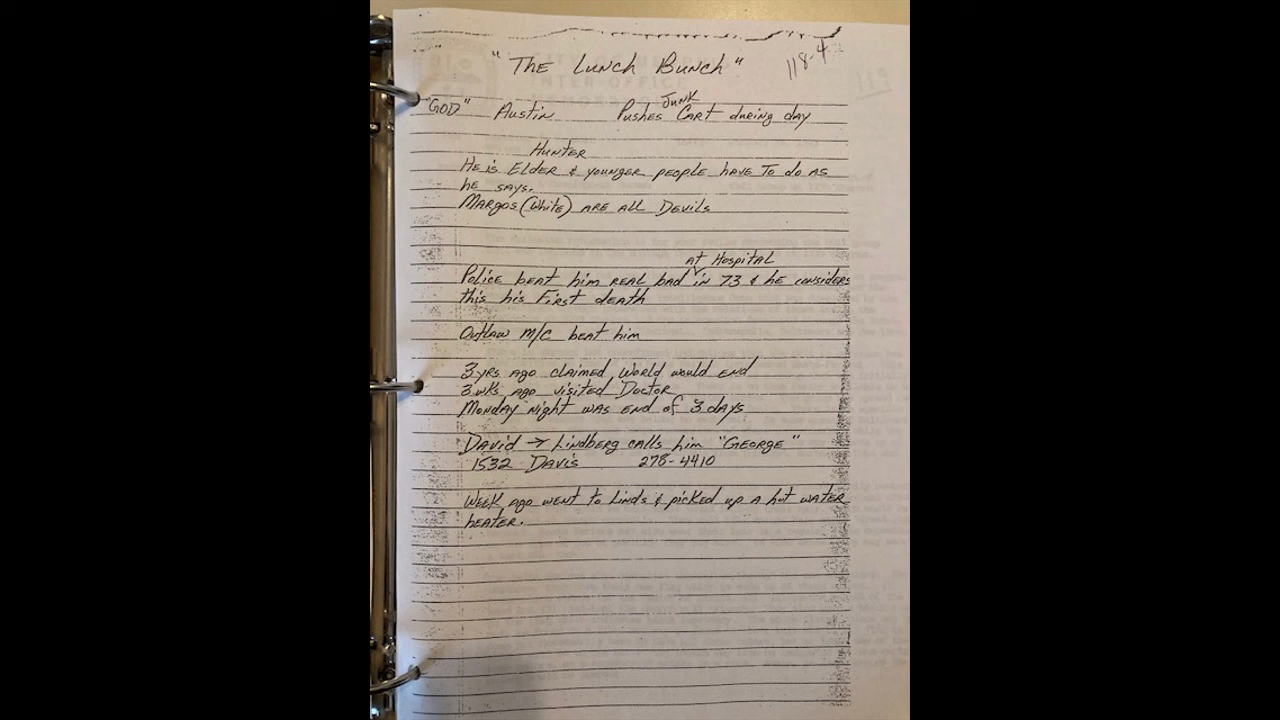 "THE LUNCH BUNCH"
118-4
JUNK
"GOD" AUSTIN PUSHES CART during day
HUNTER
He is Elder & younger people have To do as
he says.
Margos (White) are all Devils
at Hospital
Police beat him real bad in 73 & he considers
this his First death
Outlaw M/C beat him
3 yrs ago claimed World would end
3 wks ago visited Doctor
Monday night was end of 3 days
David → Lindberg calls him "GEORGE"
1532 Davis 278-4410
Week ago went to Linds & picked up a hot water
heater.